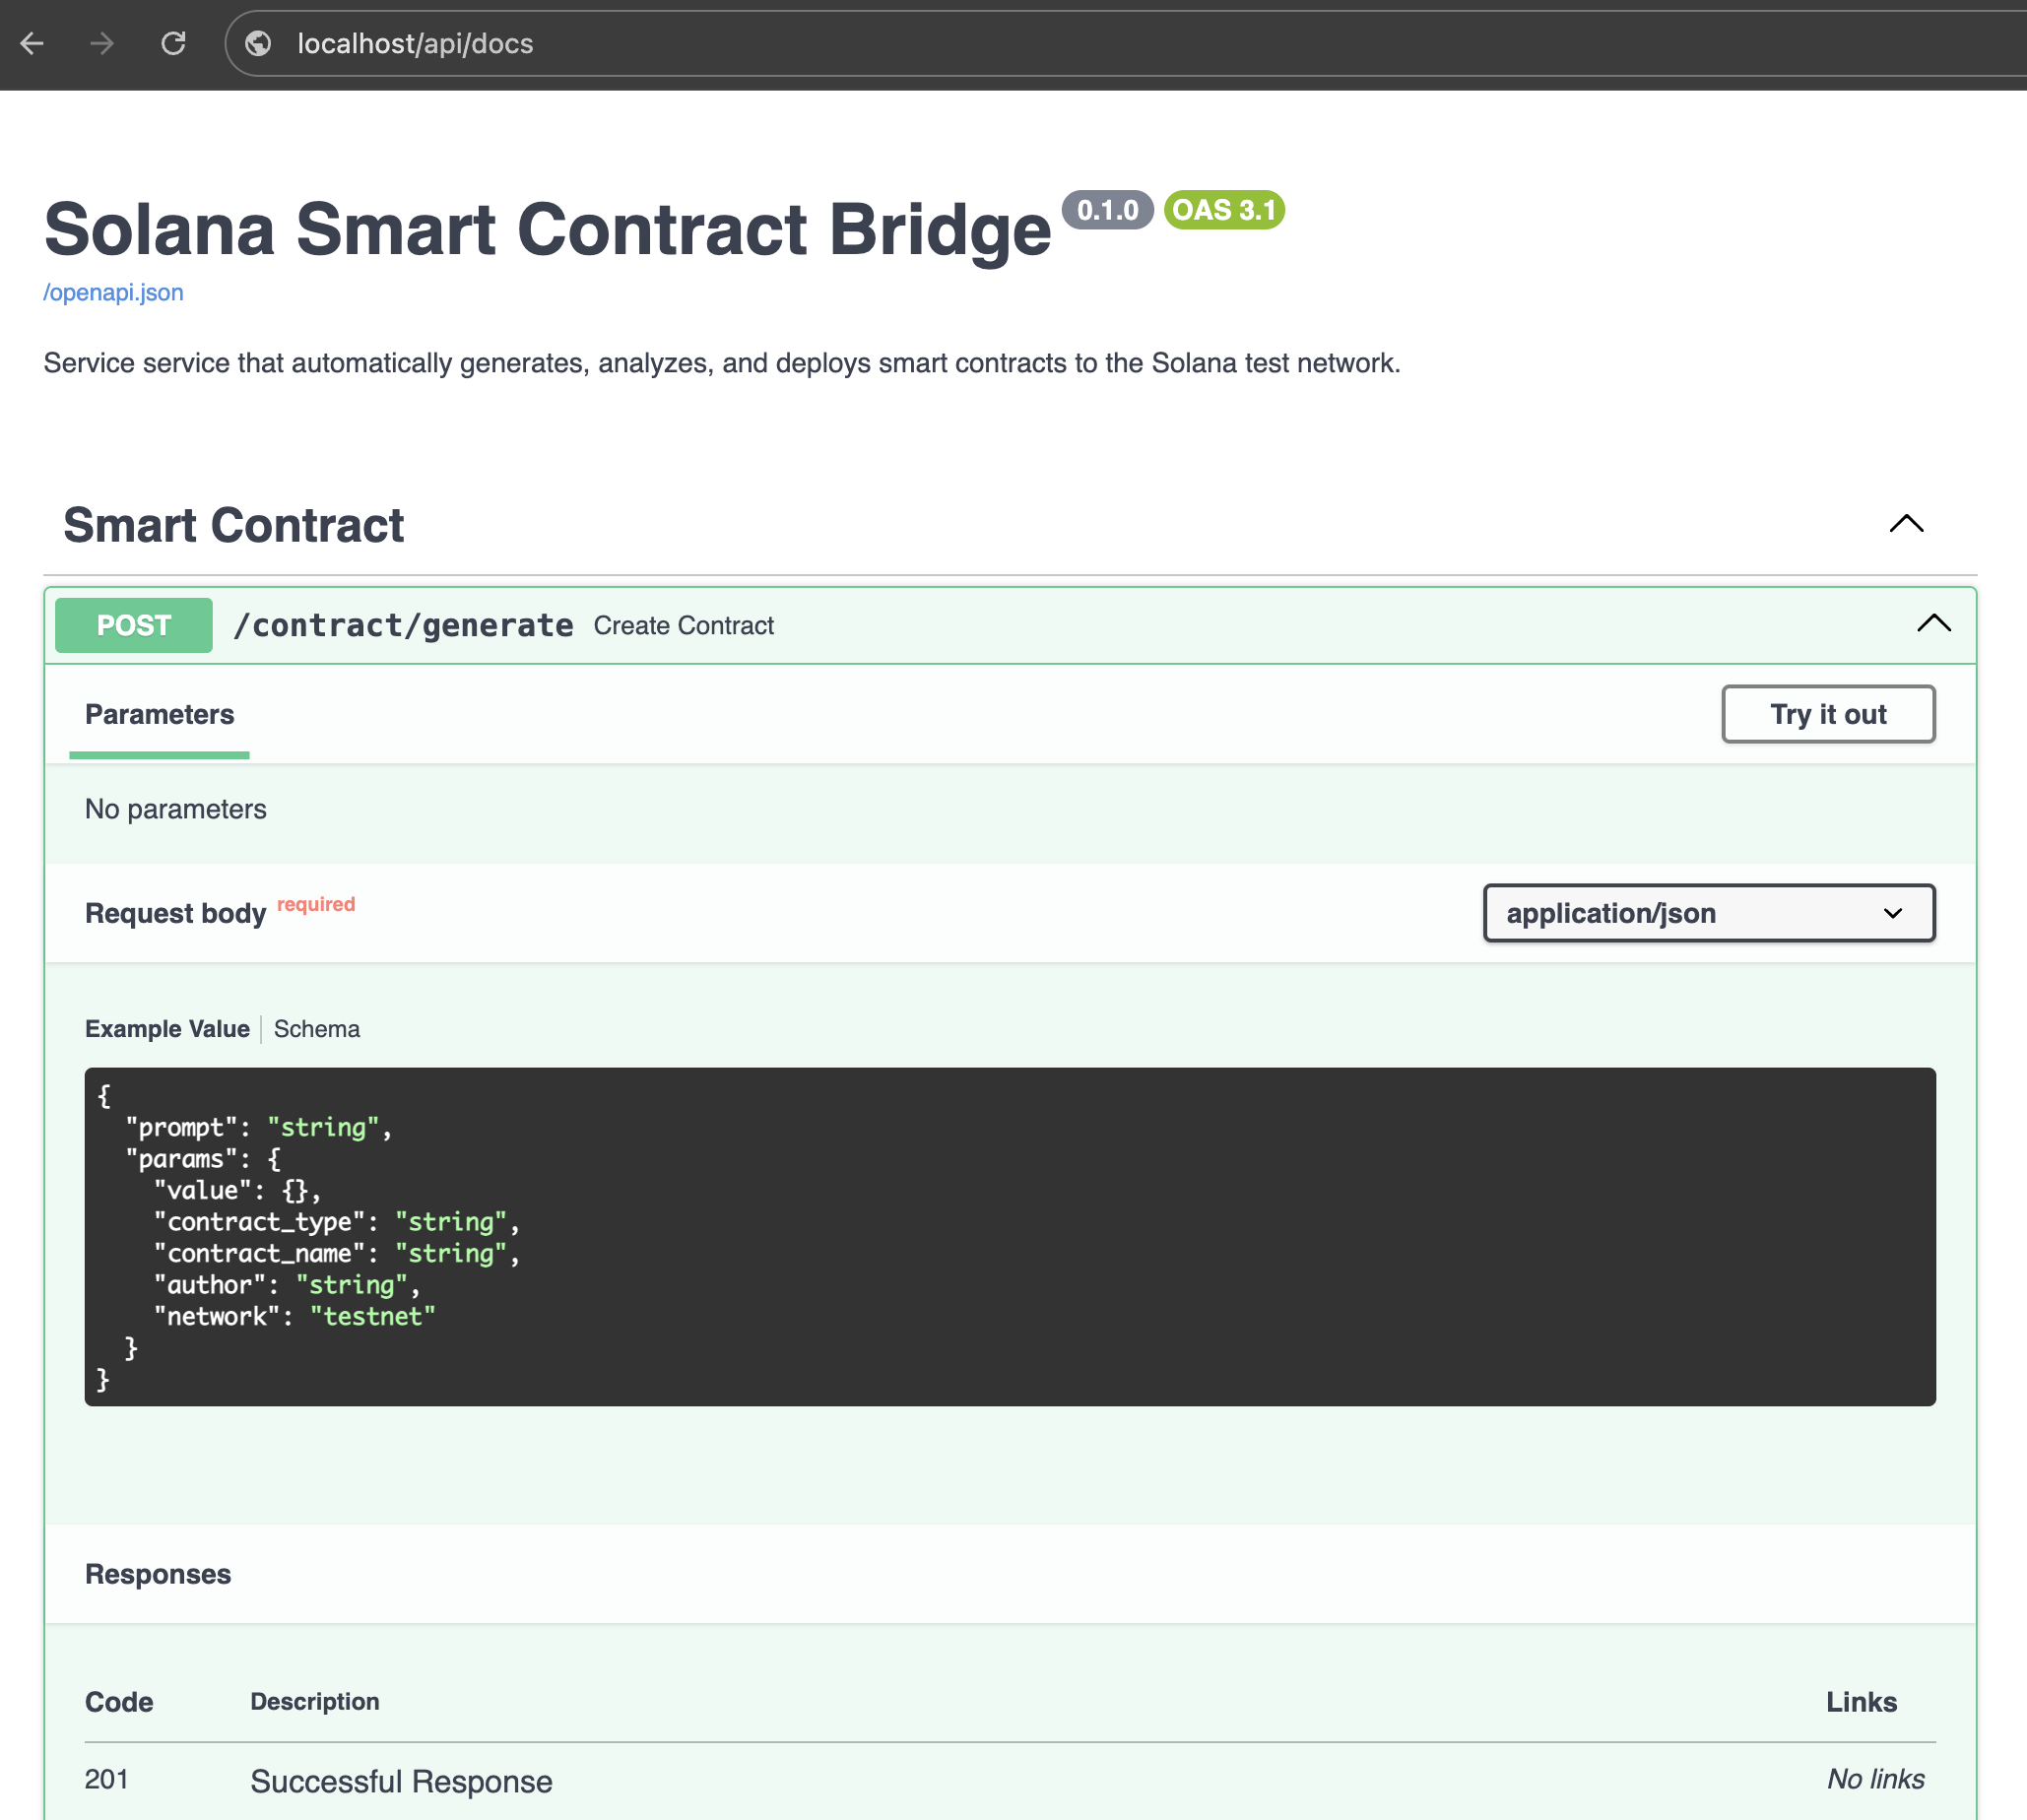 localhost/api/docs
Solana Smart Contract Bridge 0.1.0 OAS 3.1
/openapi.json
Service service that automatically generates, analyzes, and deploys smart contracts to the Solana test network.
Smart Contract
POST /contract/generate Create Contract
Parameters Try it out
No parameters
Request body required application/json
Example Value Schema
{
  "prompt": "string",
  "params": {
    "value": {},
    "contract_type": "string",
    "contract_name": "string",
    "author": "string",
    "network": "testnet"
  }
}
Responses
Code Description Links
201 Successful Response No links